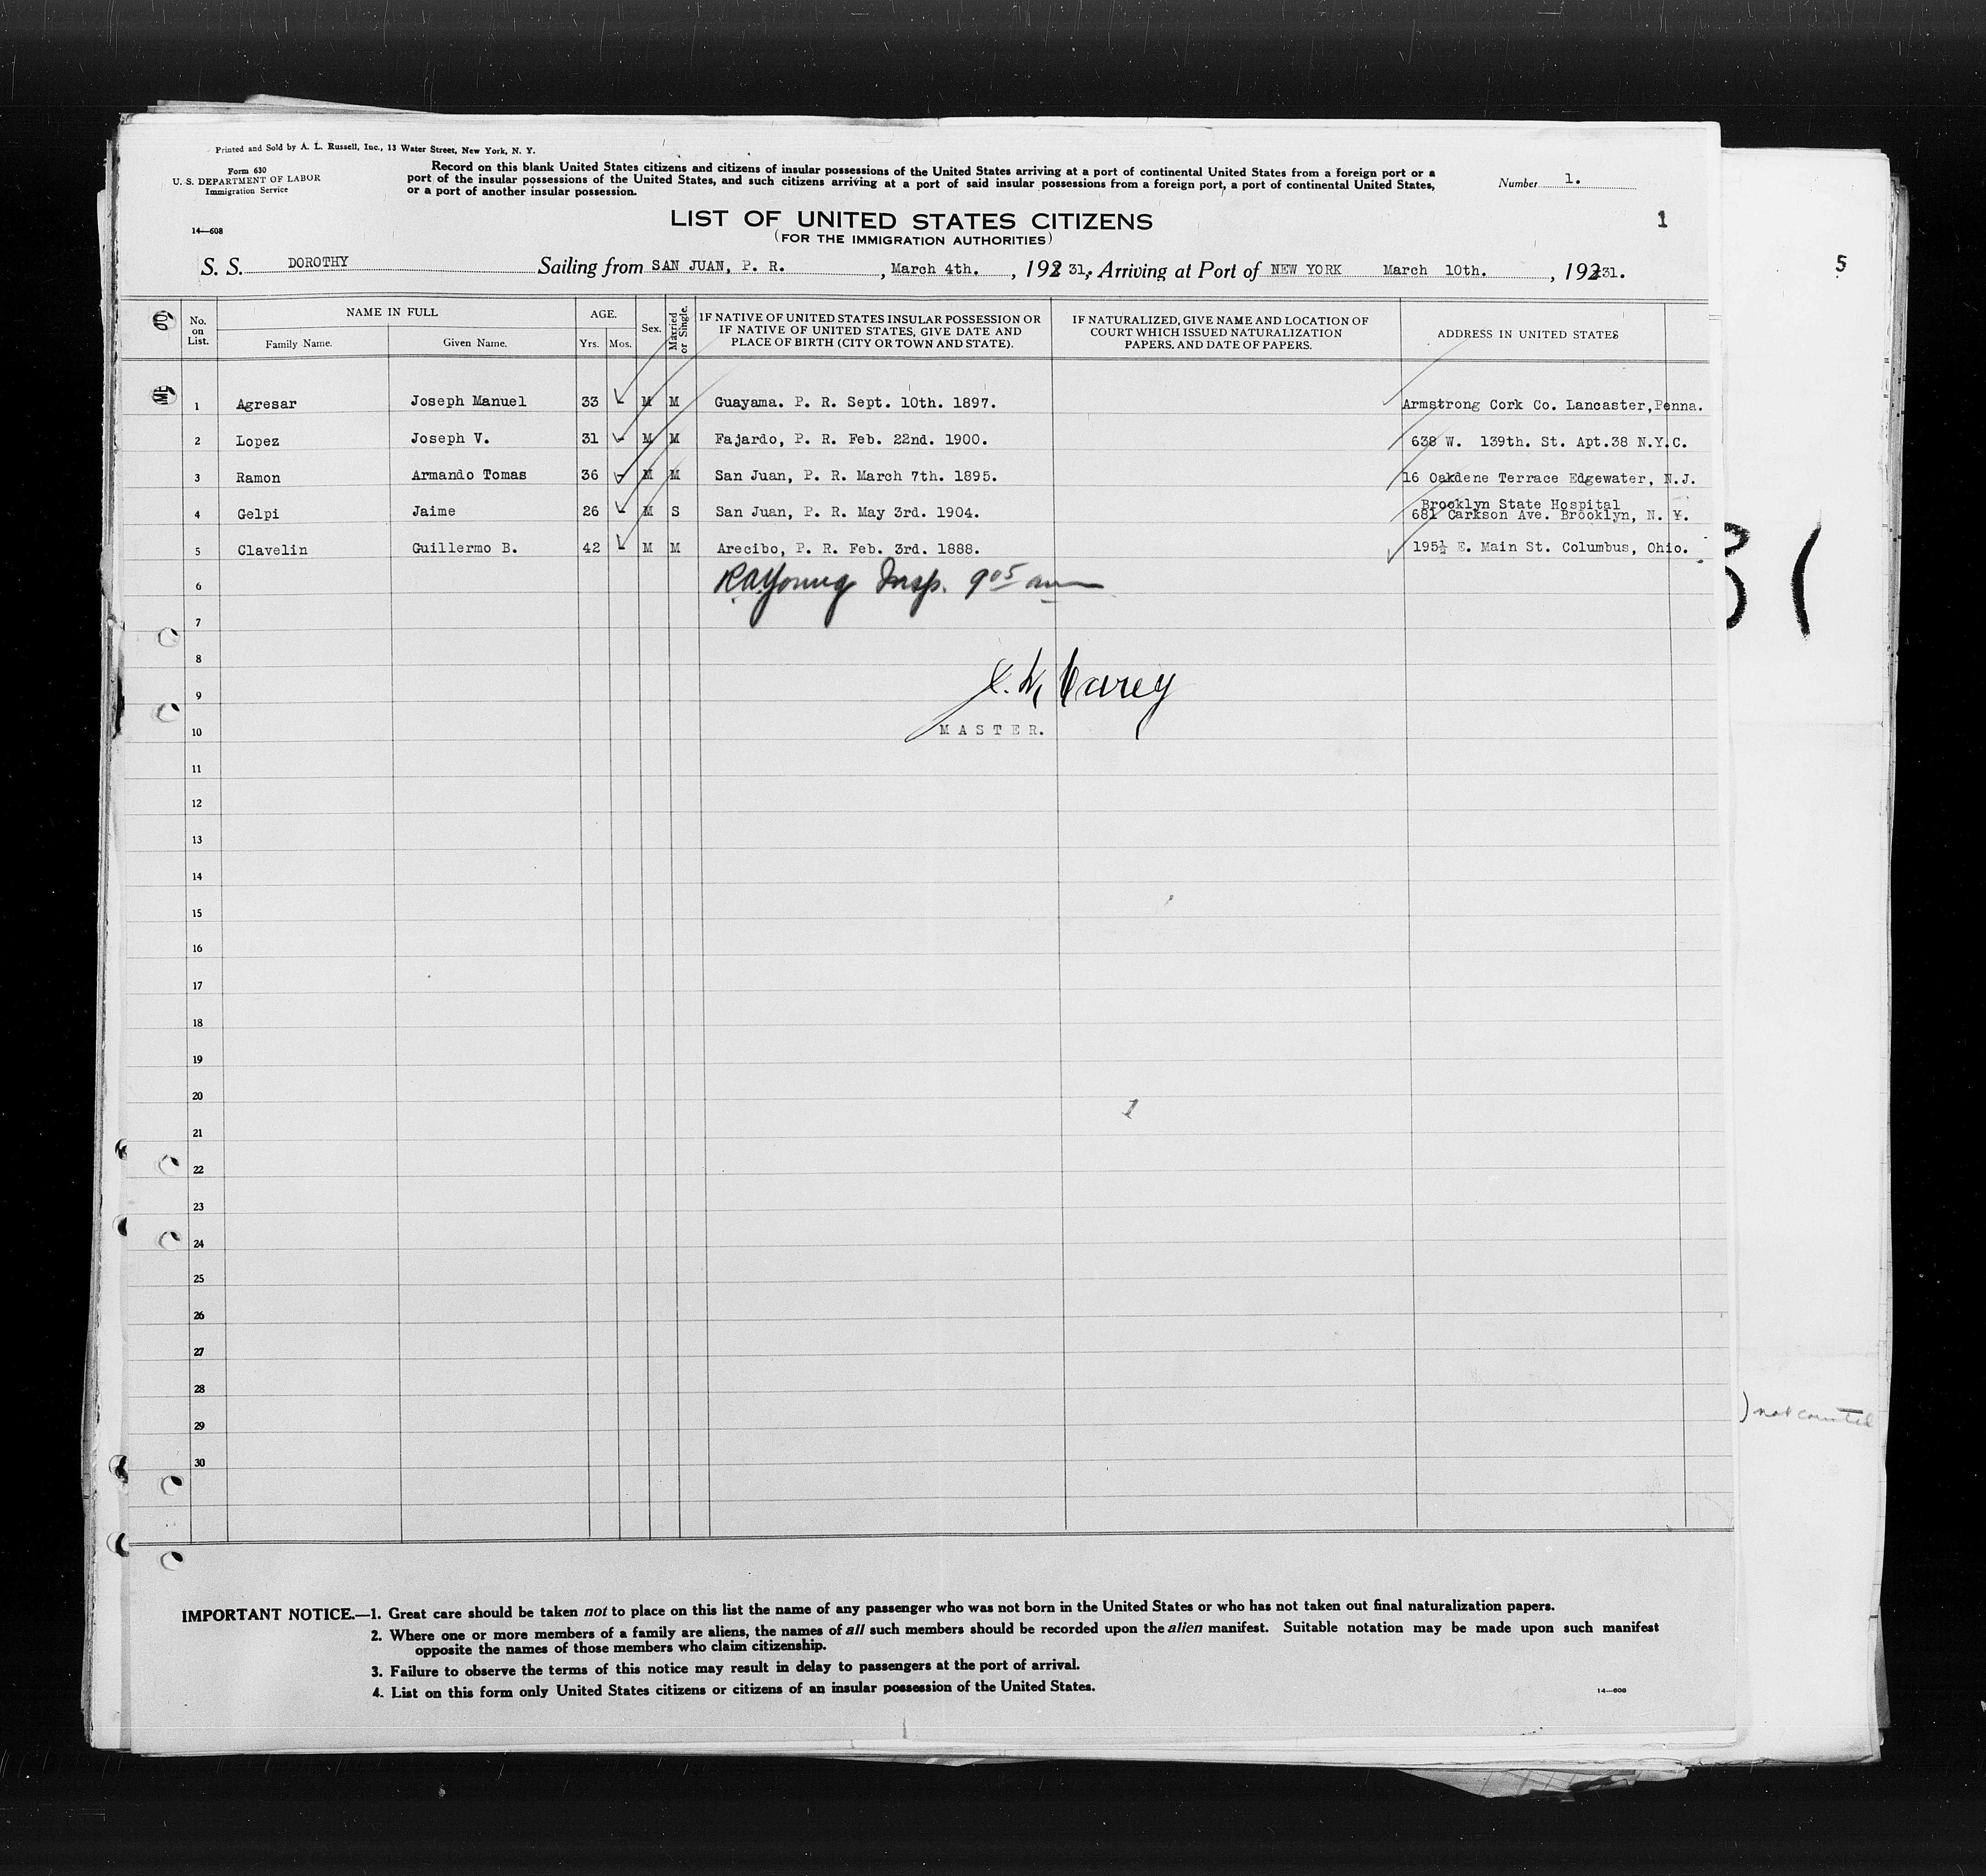 Printed and Sold by A. L. Russell, Inc., 13 Water Street, New York, N. Y.
Form 630
U. S. DEPARTMENT OF LABOR
Immigration Service
Record on this blank United States citizens and citizens of insular possessions of the United States arriving at a port of continental United States from a foreign port or a
port of the insular possessions of the United States, and such citizens arriving at a port of said insular possessions from a foreign port, a port of continental United States,
or a port of another insular possession.
Number 1.
14—608
LIST OF UNITED STATES CITIZENS
(FOR THE IMMIGRATION AUTHORITIES)
1
5
S. S. DOROTHY Sailing from SAN JUAN, P. R. , March 4th. , 192 31, Arriving at Port of NEW YORK March 10th. , 192 31.
No. on List. NAME IN FULL Family Name. Given Name. AGE. Yrs. Mos. Sex. Married or Single. IF NATIVE OF UNITED STATES INSULAR POSSESSION OR
IF NATIVE OF UNITED STATES, GIVE DATE AND
PLACE OF BIRTH (CITY OR TOWN AND STATE).
IF NATURALIZED, GIVE NAME AND LOCATION OF
COURT WHICH ISSUED NATURALIZATION
PAPERS, AND DATE OF PAPERS.
ADDRESS IN UNITED STATES
1 Agresar Joseph Manuel 33 M M Guayama. P. R. Sept. 10th. 1897. Armstrong Cork Co. Lancaster,Penna.
2 Lopez Joseph V. 31 M M Fajardo, P. R. Feb. 22nd. 1900. 638 W. 139th. St. Apt.38 N.Y.C.
3 Ramon Armando Tomas 36 M M San Juan, P. R. March 7th. 1895. 16 Oakdene Terrace Edgewater, N.J.
Brooklyn State Hospital
4 Gelpi Jaime 26 M S San Juan, P. R. May 3rd. 1904. 681 Carkson Ave. Brooklyn, N. Y.
5 Clavelin Guillermo B. 42 M M Arecibo, P. R. Feb. 3rd. 1888. 195½ E. Main St. Columbus, Ohio.
6 RAYoung Insp. 9 05 am
7
8
9 Carey
10 MASTER.
11
12
13
14
15
16
17
18
19
20
1
21
22
23
24
25
26
27
28
29
) not counted
30
IMPORTANT NOTICE.—1. Great care should be taken not to place on this list the name of any passenger who was not born in the United States or who has not taken out final naturalization papers.
2. Where one or more members of a family are aliens, the names of all such members should be recorded upon the alien manifest. Suitable notation may be made upon such manifest
opposite the names of those members who claim citizenship.
3. Failure to observe the terms of this notice may result in delay to passengers at the port of arrival.
4. List on this form only United States citizens or citizens of an insular possession of the United States.
14—608